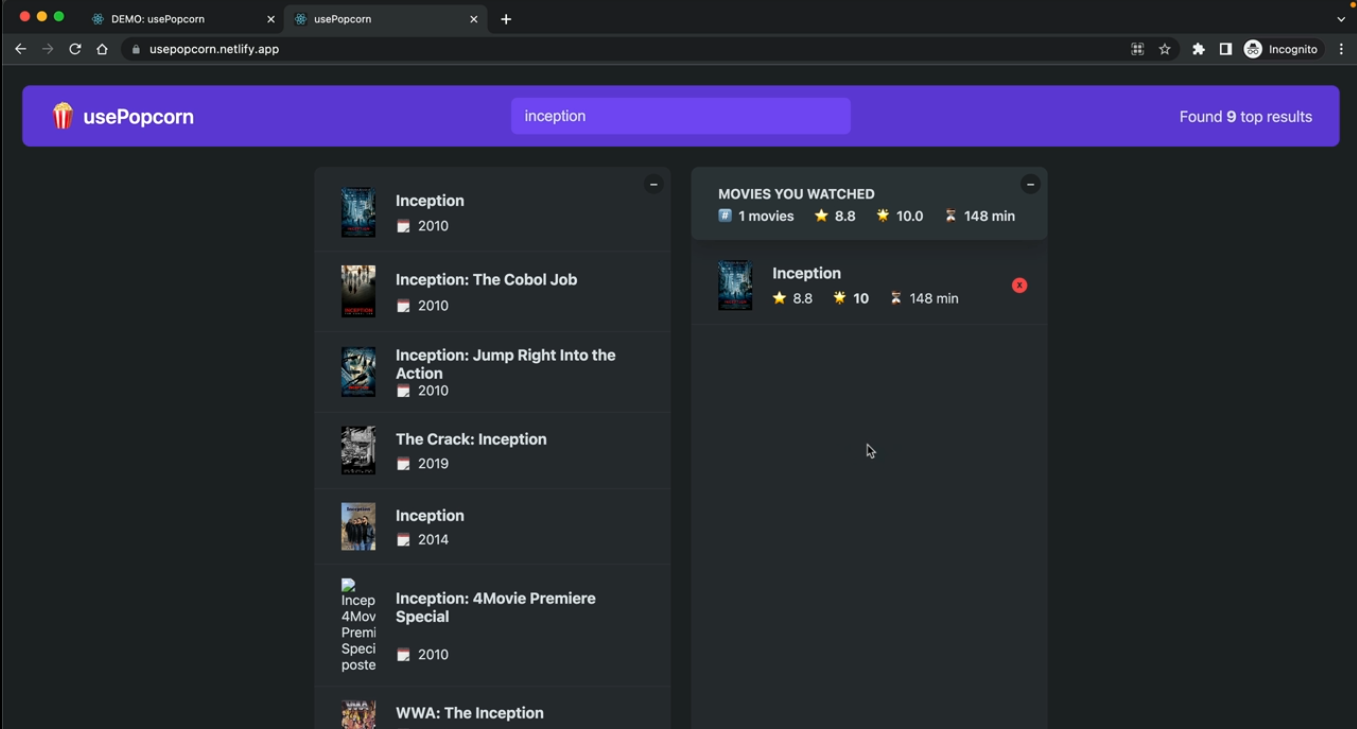 DEMO: usePopcorn
usePopcorn
usepopcorn.netlify.app
Incognito
usePopcorn
inception
Found 9 top results
Inception
2010
Inception: The Cobol Job
2010
Inception: Jump Right Into the
Action
2010
The Crack: Inception
2019
Inception
2014
Incep
4Mov
Premi
Speci
poste
Inception: 4Movie Premiere
Special
2010
WWA: The Inception
MOVIES YOU WATCHED
# 1 movies 8.8 10.0 148 min
Inception
8.8 10 148 min
x